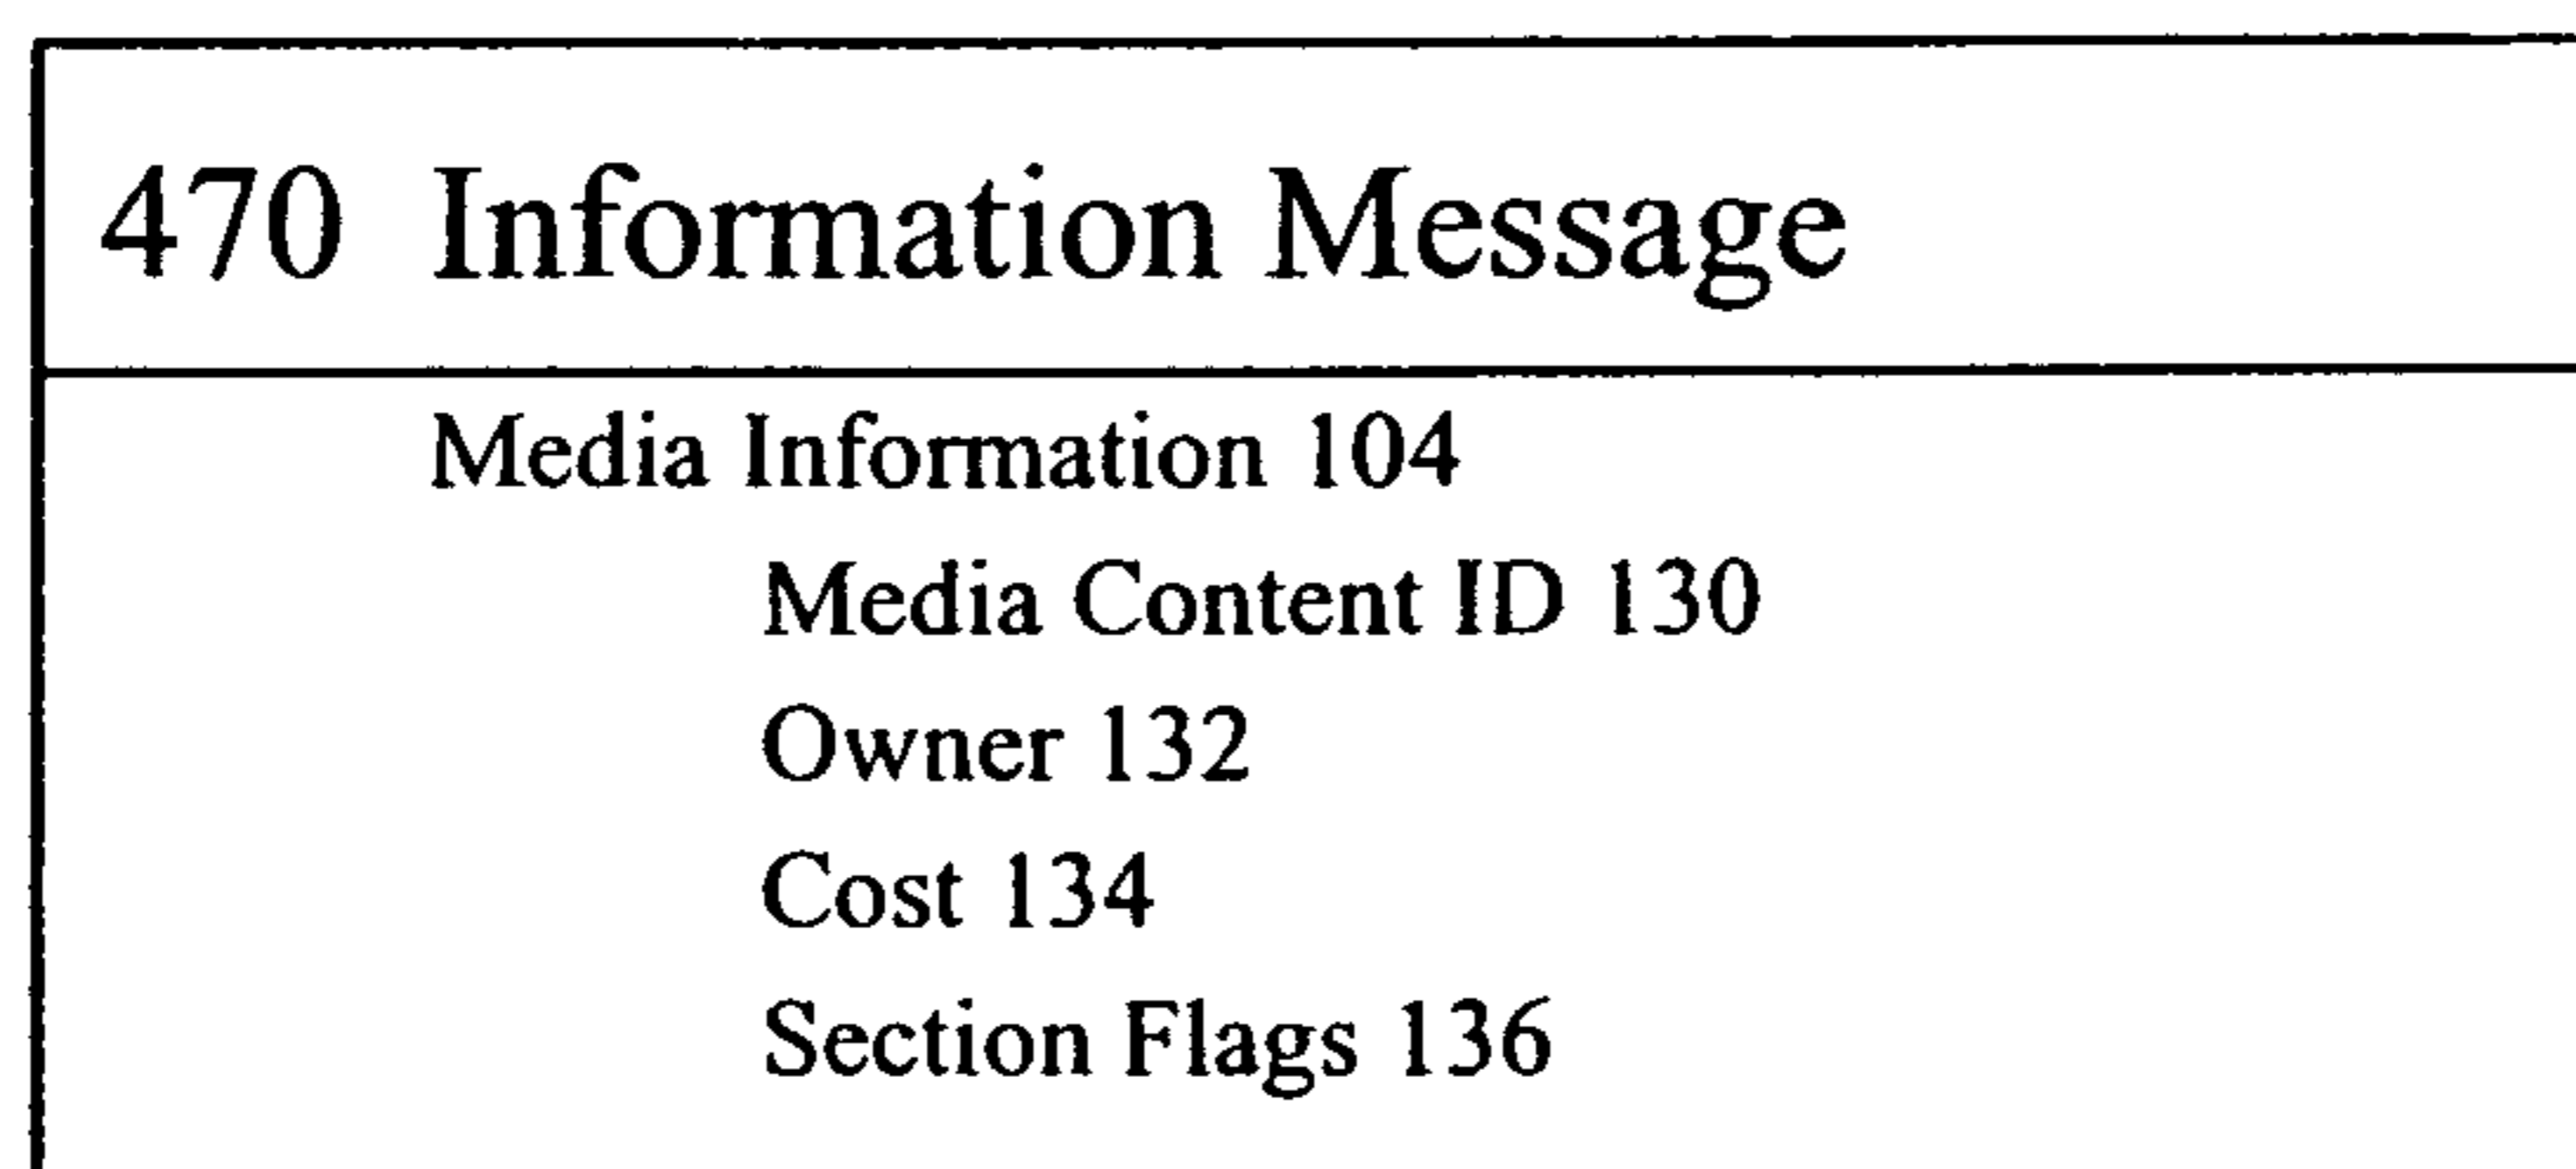 470 Information Message
Media Information 104
Media Content ID 130
Owner 132
Cost 134
Section Flags 136